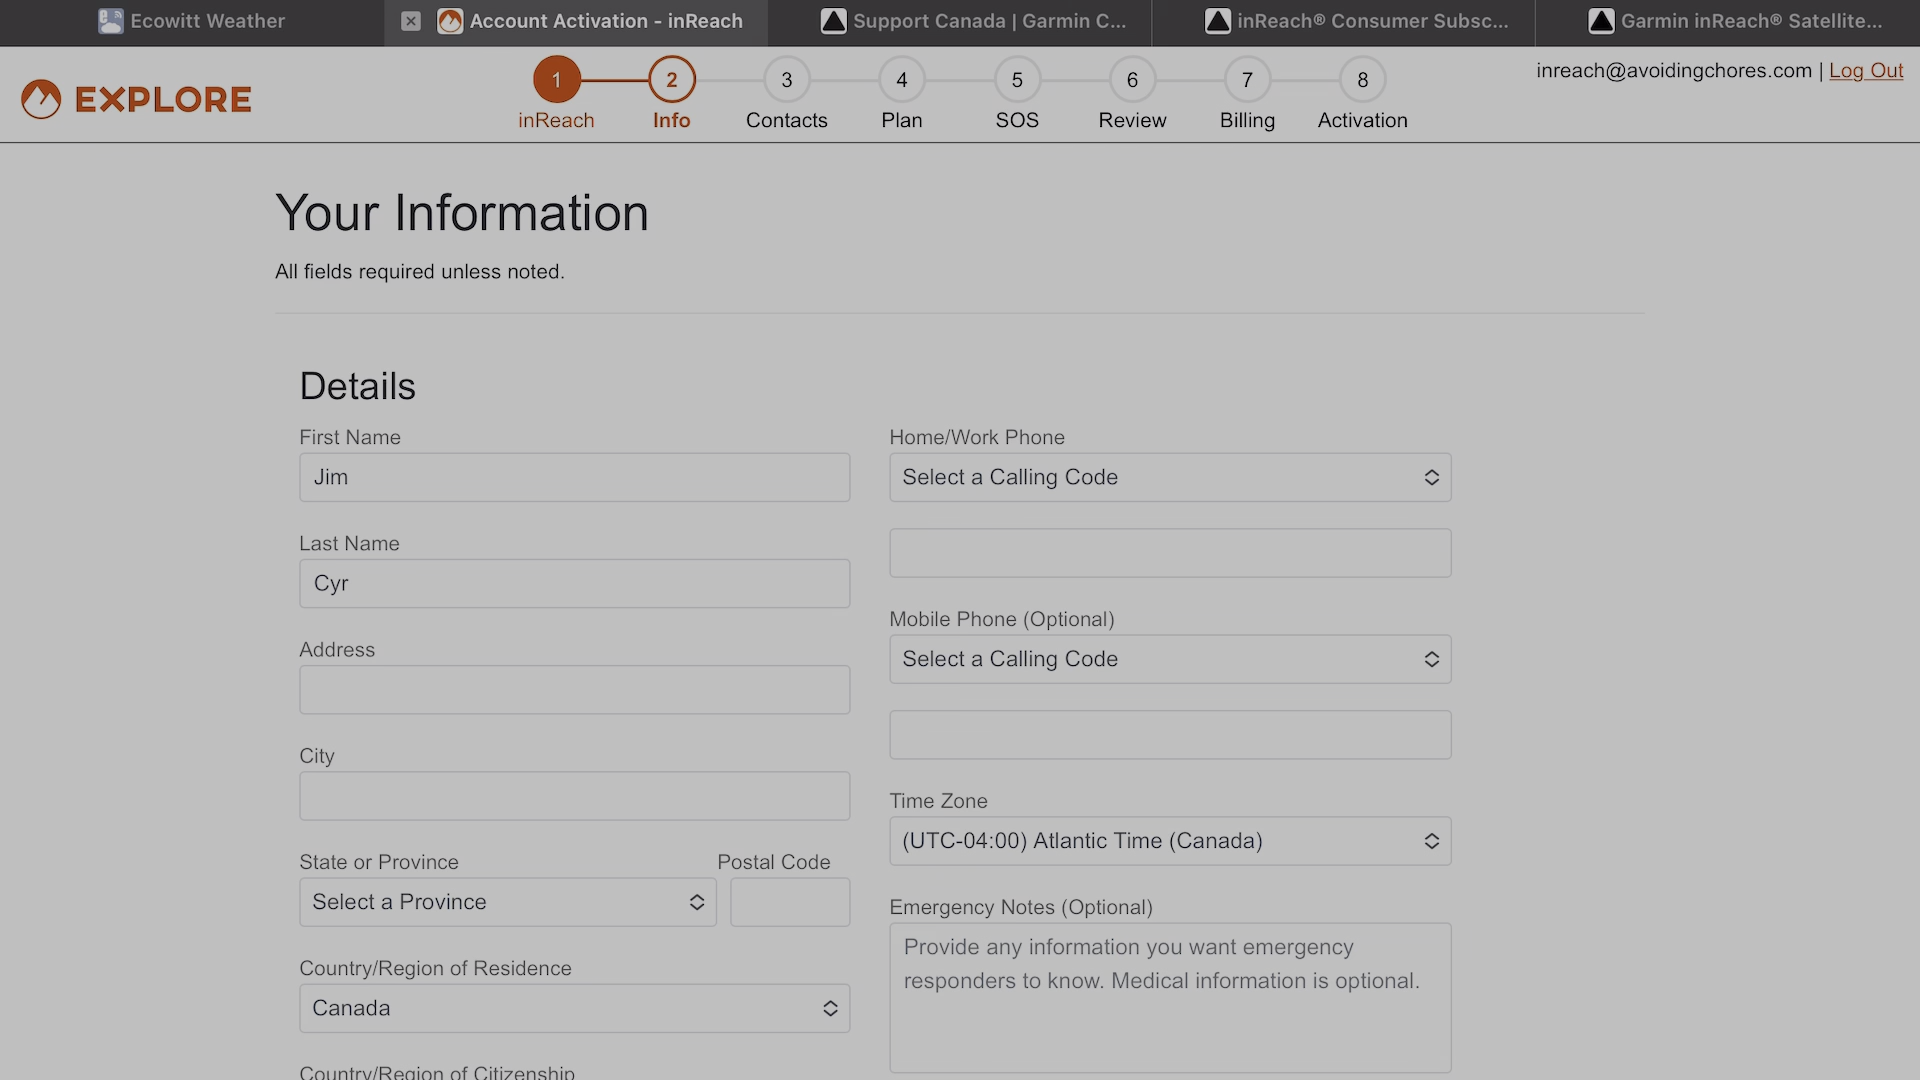 Ecowitt Weather
Account Activation - inReach
Support Canada | Garmin C...
inReach® Consumer Subsc...
Garmin inReach® Satellite...
EXPLORE
1
inReach
2
Info
3
Contacts
4
Plan
5
SOS
6
Review
7
Billing
8
Activation
inreach@avoidingchores.com | Log Out
Your Information
All fields required unless noted.
Details
First Name
Jim
Last Name
Cyr
Address
City
State or Province
Select a Province
Postal Code
Country/Region of Residence
Canada
Country/Region of Citizenship
Home/Work Phone
Select a Calling Code
Mobile Phone (Optional)
Select a Calling Code
Time Zone
(UTC-04:00) Atlantic Time (Canada)
Emergency Notes (Optional)
Provide any information you want emergency
responders to know. Medical information is optional.